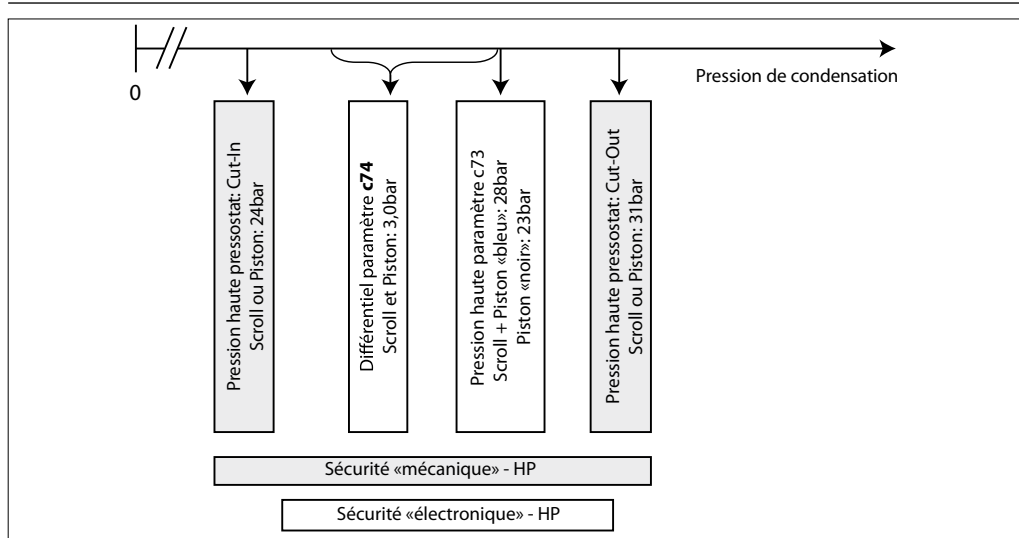 0
Pression de condensation
Pression haute pressostat: Cut-In
Scroll ou Piston: 24bar
Différentiel paramètre c74
Scroll et Piston: 3,0bar
Pression haute paramètre c73
Scroll + Piston «bleu»: 28bar
Piston «noir»: 23bar
Pression haute pressostat: Cut-Out
Scroll ou Piston: 31bar
Sécurité «mécanique» - HP
Sécurité «électronique» - HP